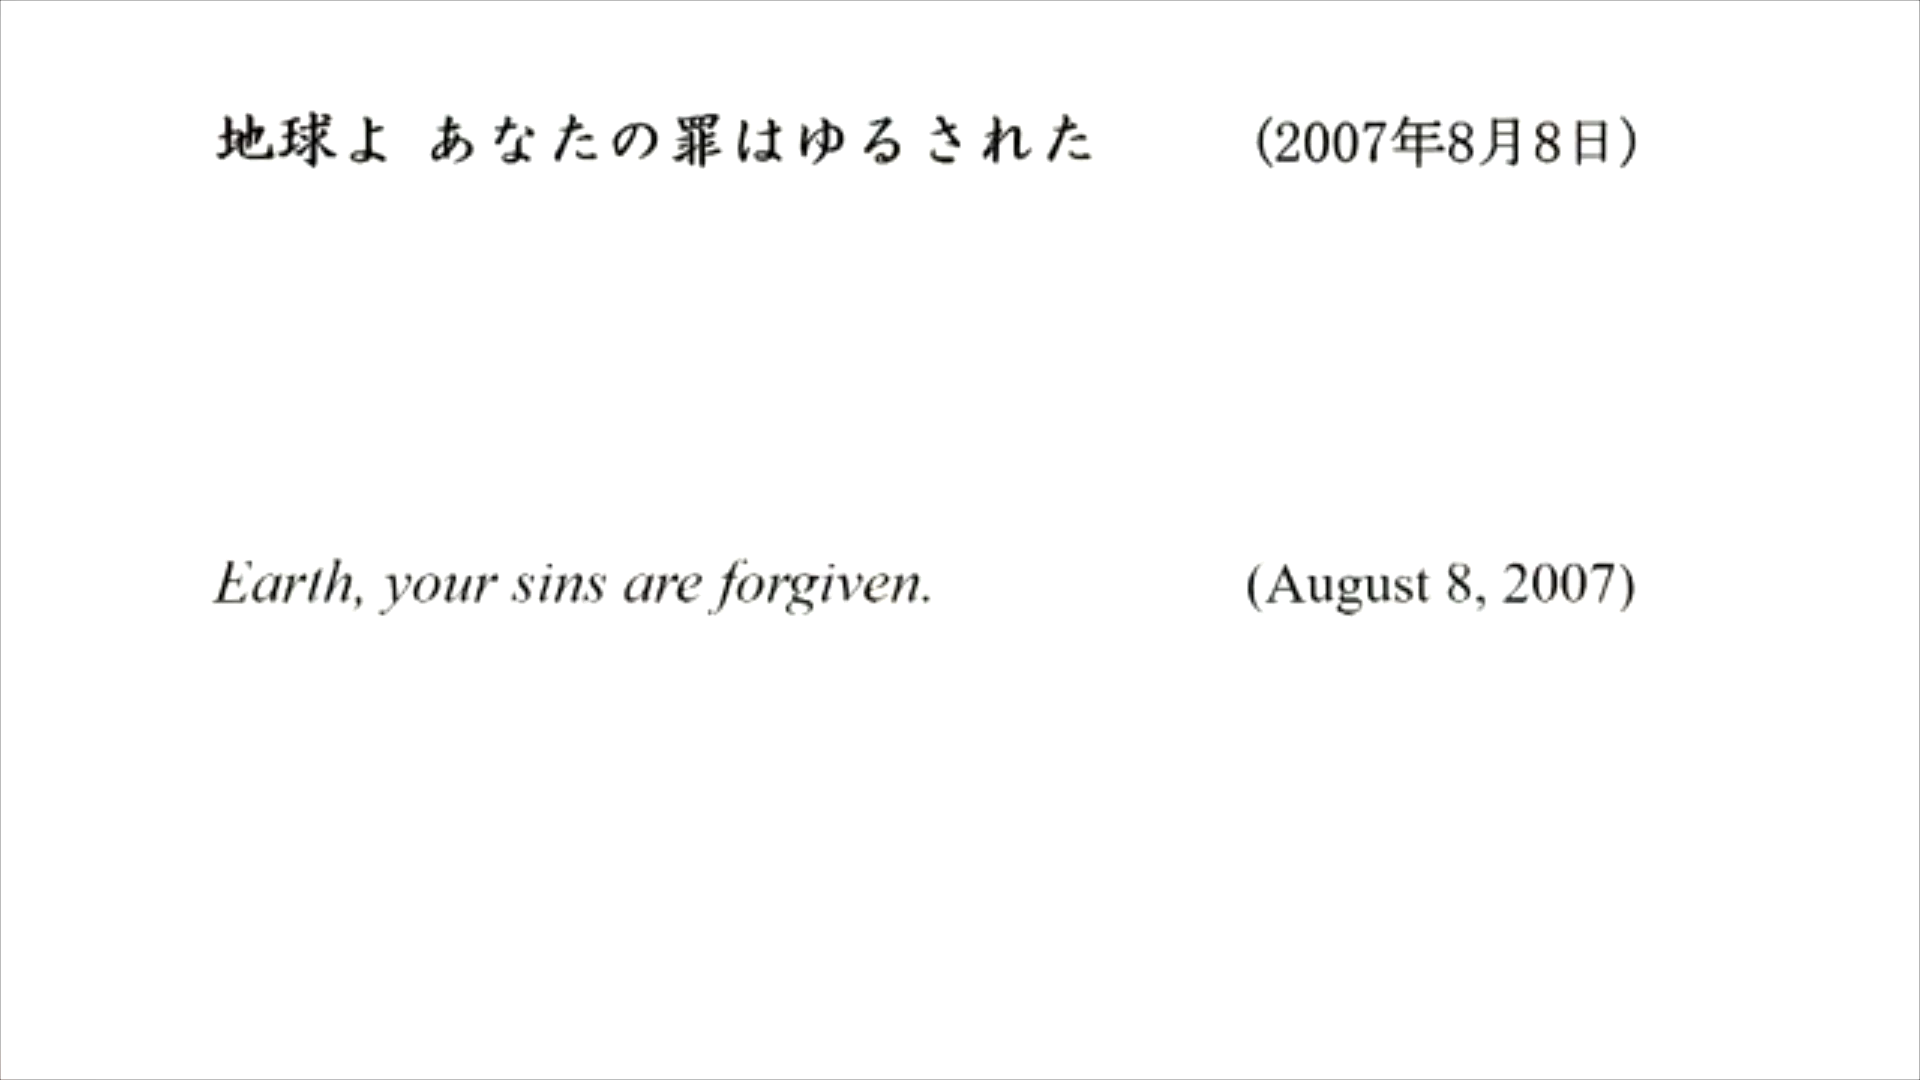 地球よ あなたの罪はゆるされた (2007年8月8日)
Earth, your sins are forgiven. (August 8, 2007)